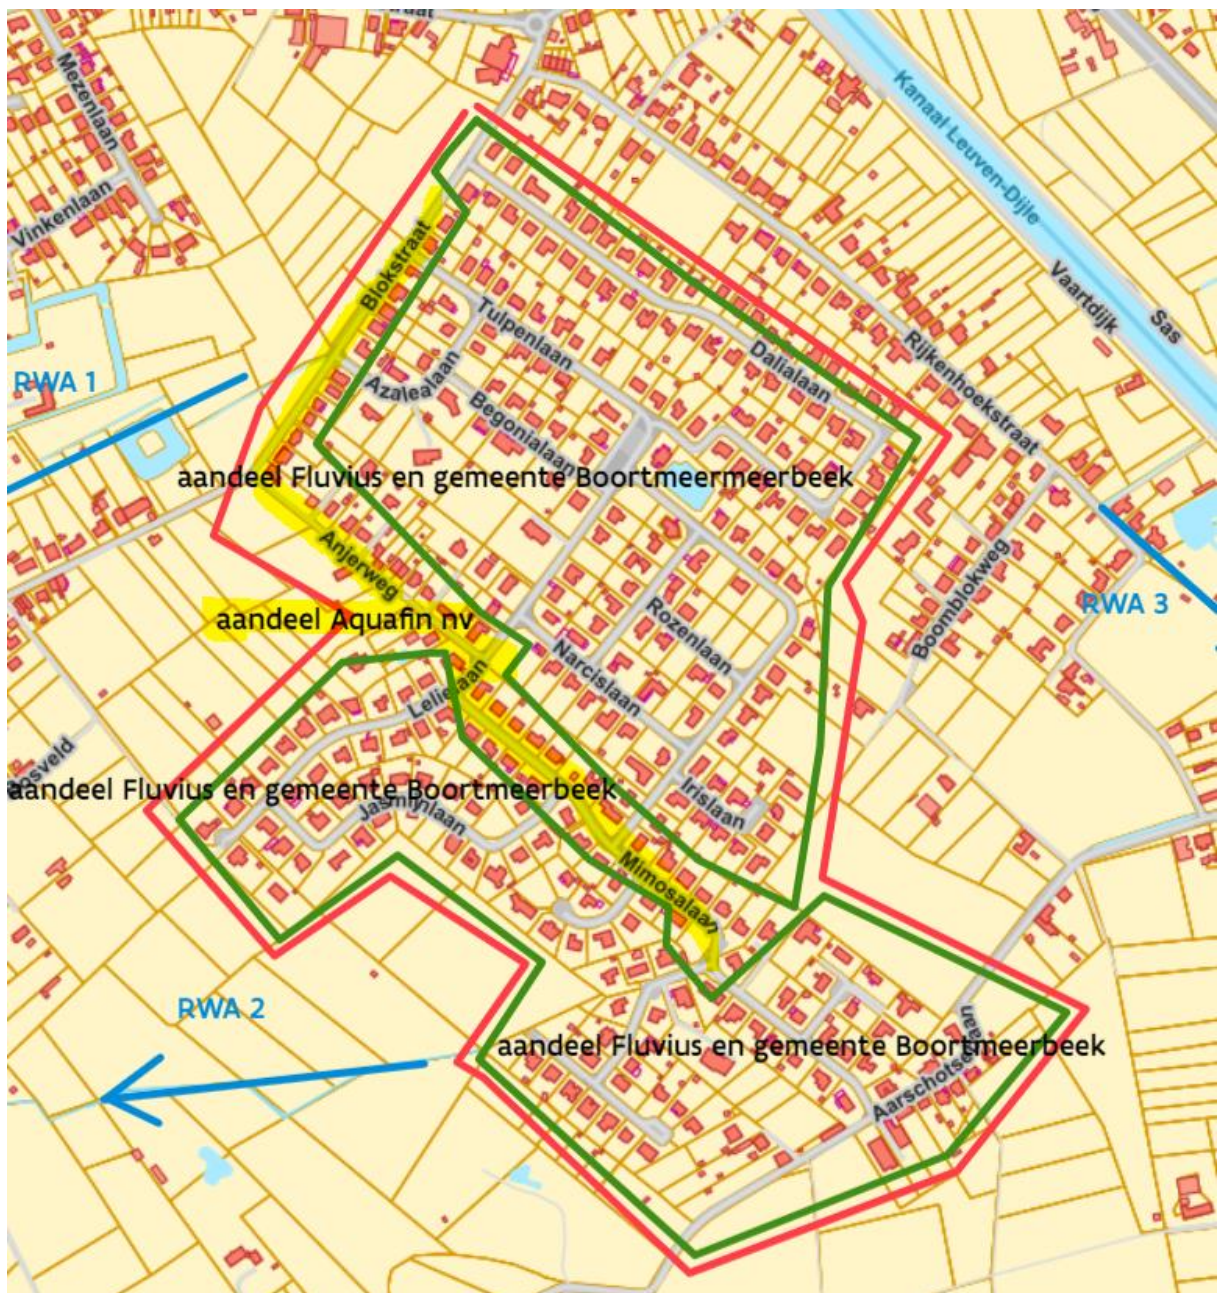 Mezenlaan
Vinkenlaan
Kanaal Leuven-Dijle
Vaartdijk
Sas
Blokstraat
Tulpenlaan
Dalialaan
Rijkenhoekstraat
RWA 1
Azalealaan
Begonialaan
aandeel Fluvius en gemeente Boortmeermeerbeek
Anjerweg
Boomblokweg
RWA 3
aandeel Aquafin nv
Rozenlaan
Narcislaan
Lelielaan
osveld
aandeel Fluvius en gemeente Boortmeerbeek
Irislaan
Jasmijnlaan
Mimosalaan
RWA 2
aandeel Fluvius en gemeente Boortmeerbeek
Aarschotsebaan